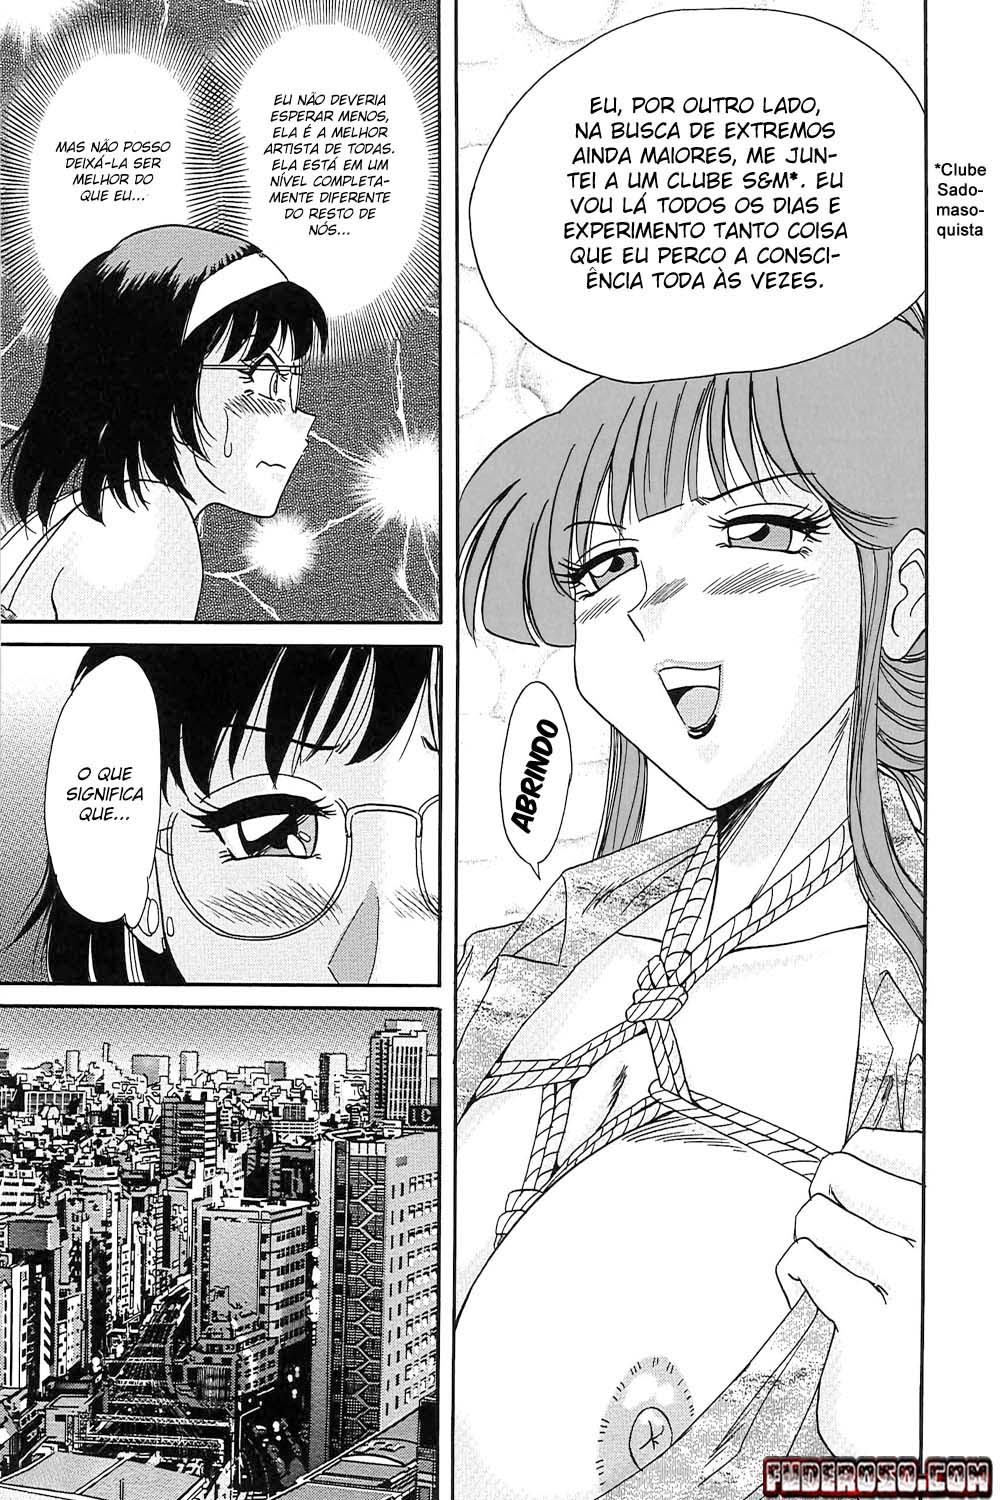 EU, POR OUTRO LADO,
NA BUSCA DE EXTREMOS
AINDA MAIORES, ME JUN-
TEI A UM CLUBE S&M*. EU
VOU LÁ TODOS OS DIAS E
EXPERIMENTO TANTO COISA
QUE EU PERCO A CONSCI-
ÊNCIA TODA ÀS VEZES.
*Clube
Sado-
maso-
quista
ABRINDO
EU NÃO DEVERIA
ESPERAR MENOS,
ELA É A MELHOR
ARTISTA DE TODAS.
ELA ESTÁ EM UM
NÍVEL COMPLETA-
MENTE DIFERENTE
DO RESTO DE
NÓS...
MAS NÃO POSSO
DEIXÁ-LA SER
MELHOR DO
QUE EU...
O QUE
SIGNIFICA
QUE...
FUDEROSO.COM